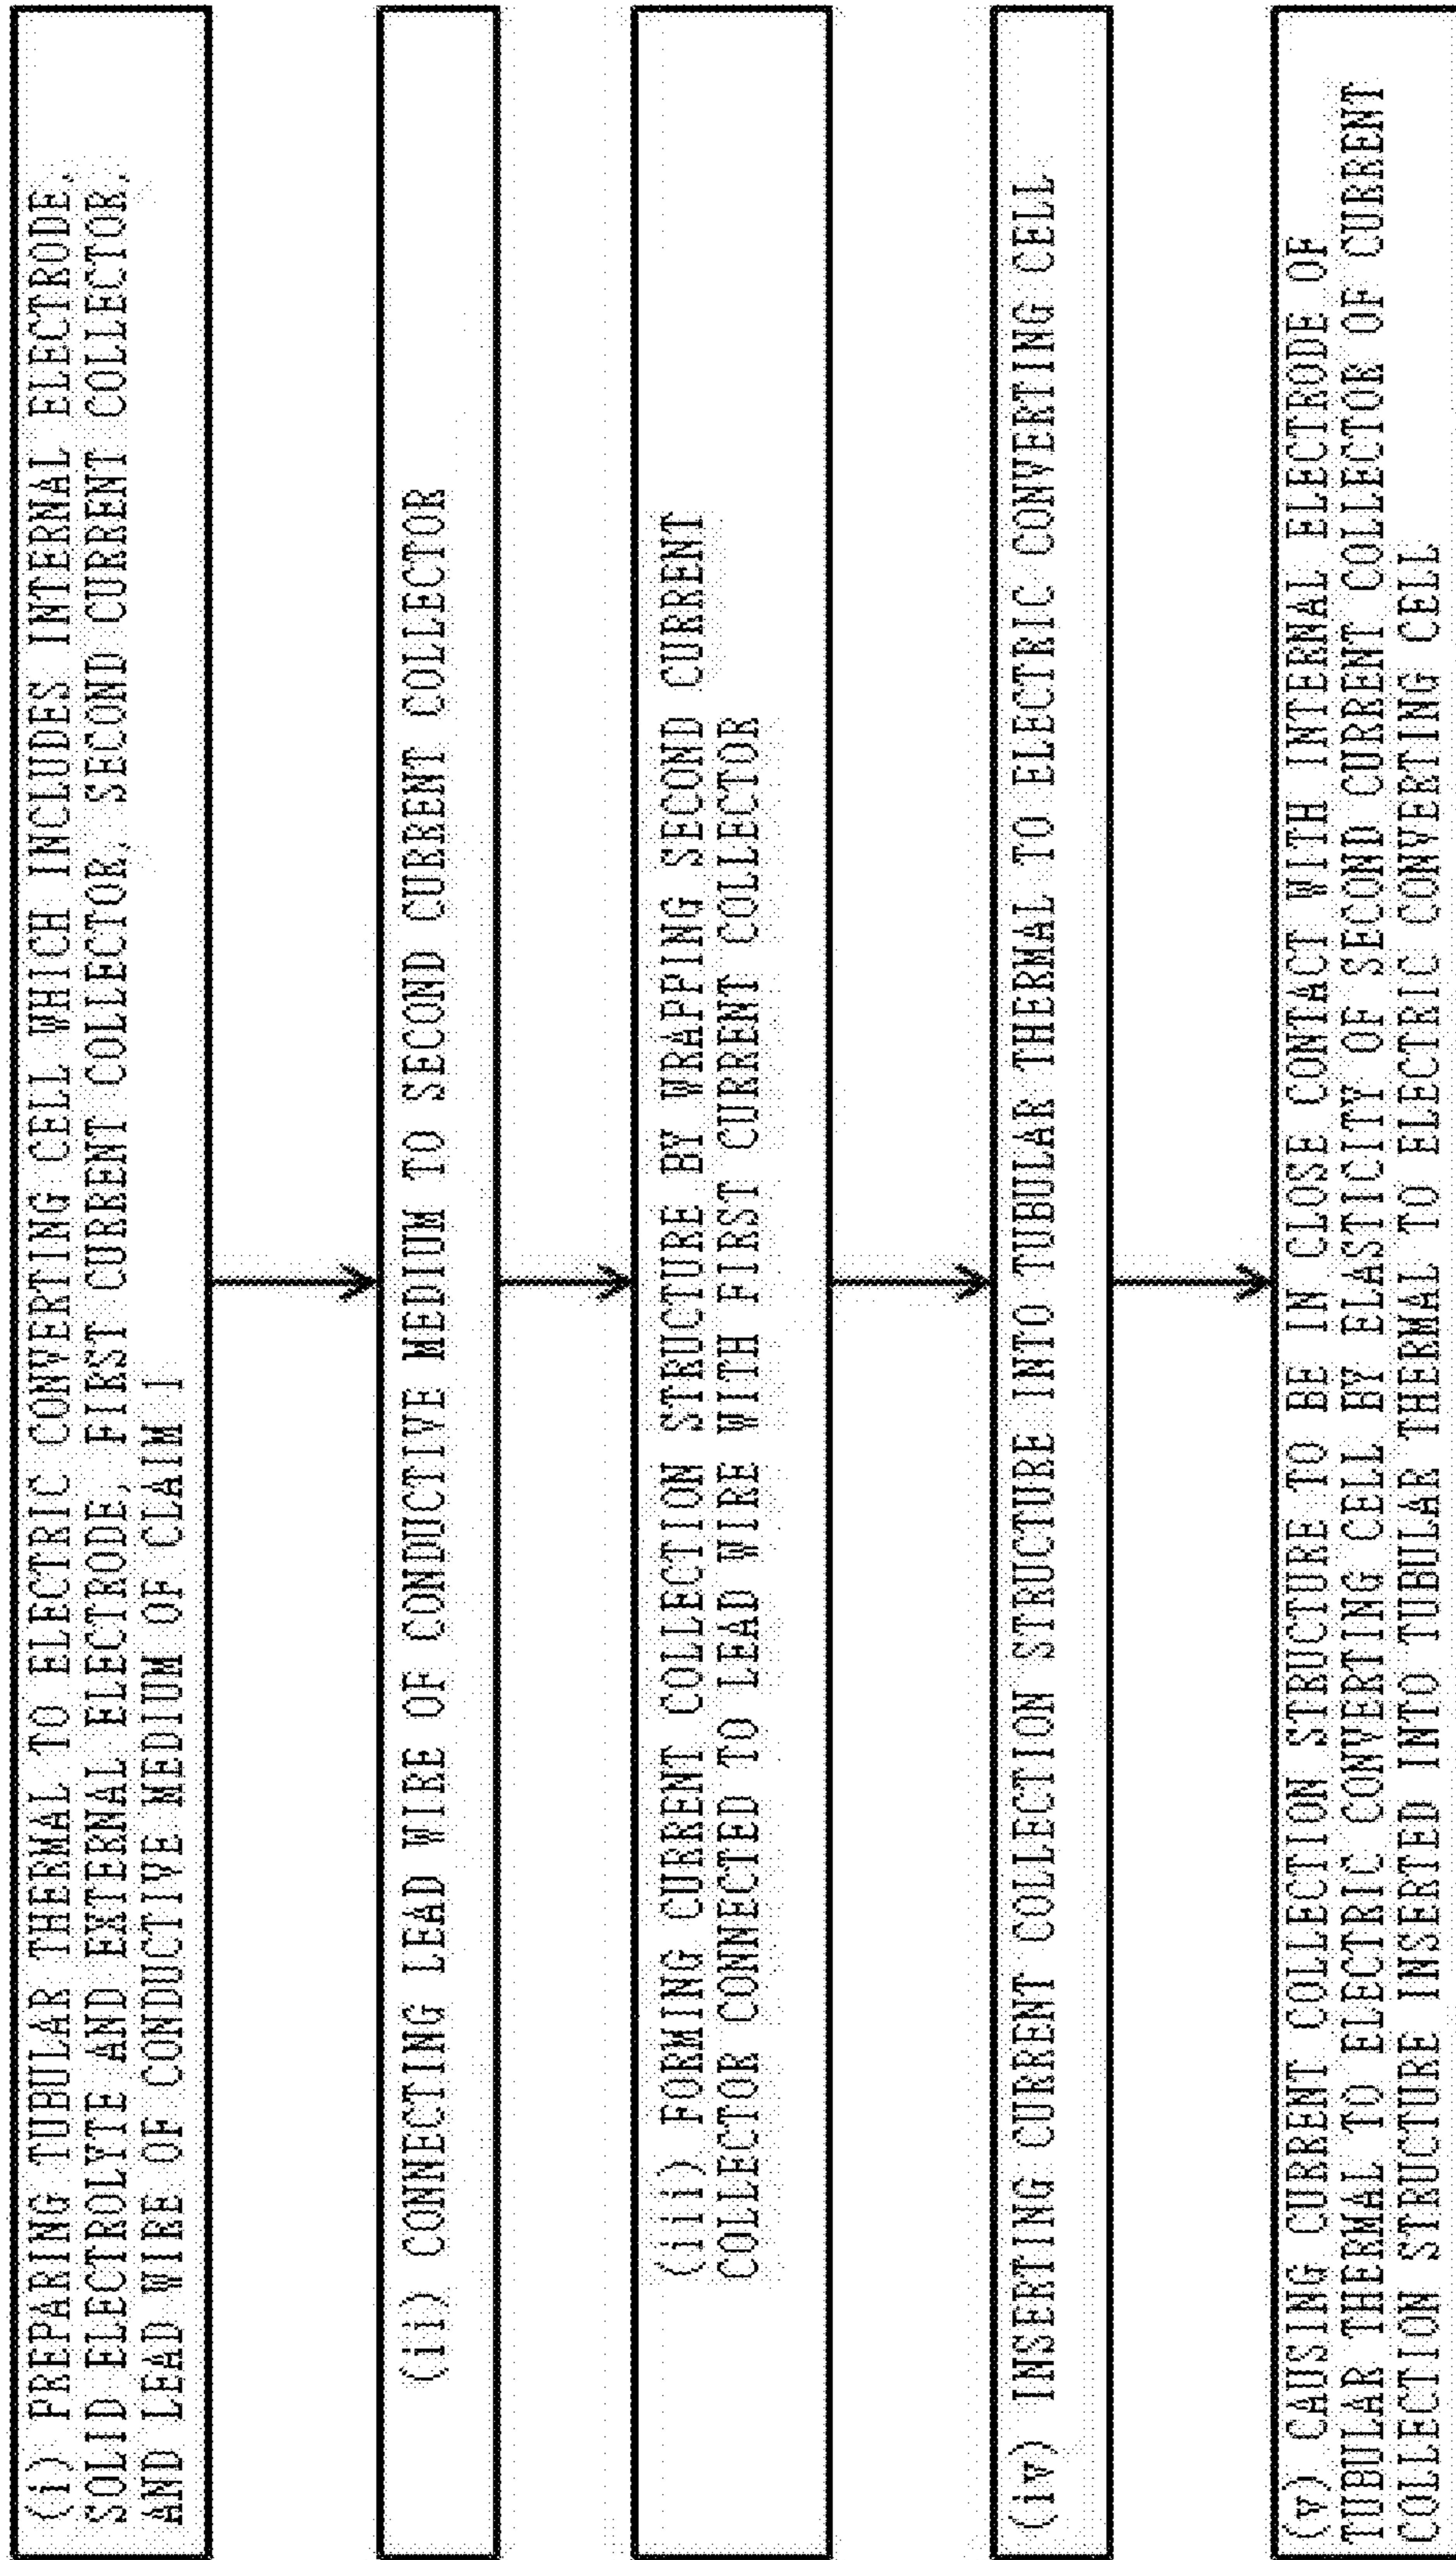 (i) PREPARING TUBULAR THERMAL TO ELECTRIC CONVERTING CELL WHICH INCLUDES INTERNAL ELECTRODE,
SOLID ELECTROLYTE AND EXTERNAL ELECTRODE, FIRST CURRENT COLLECTOR, SECOND CURRENT COLLECTOR,
AND LEAD WIRE OF CONDUCTIVE MEDIUM OF CLAIM 1
(ii) CONNECTING LEAD WIRE OF CONDUCTIVE MEDIUM TO SECOND CURRENT COLLECTOR
(iii) FORMING CURRENT COLLECTION STRUCTURE BY WRAPPING SECOND CURRENT
COLLECTOR CONNECTED TO LEAD WIRE WITH FIRST CURRENT COLLECTOR
(iv) INSERTING CURRENT COLLECTION STRUCTURE INTO TUBULAR THERMAL TO ELECTRIC CONVERTING CELL
(v) CAUSING CURRENT COLLECTION STRUCTURE TO BE IN CLOSE CONTACT WITH INTERNAL ELECTRODE OF
TUBULAR THERMAL TO ELECTRIC CONVERTING CELL BY ELASTICITY OF SECOND CURRENT COLLECTOR OF CURRENT
COLLECTION STRUCTURE INSERTED INTO TUBULAR THERMAL TO ELECTRIC CONVERTING CELL